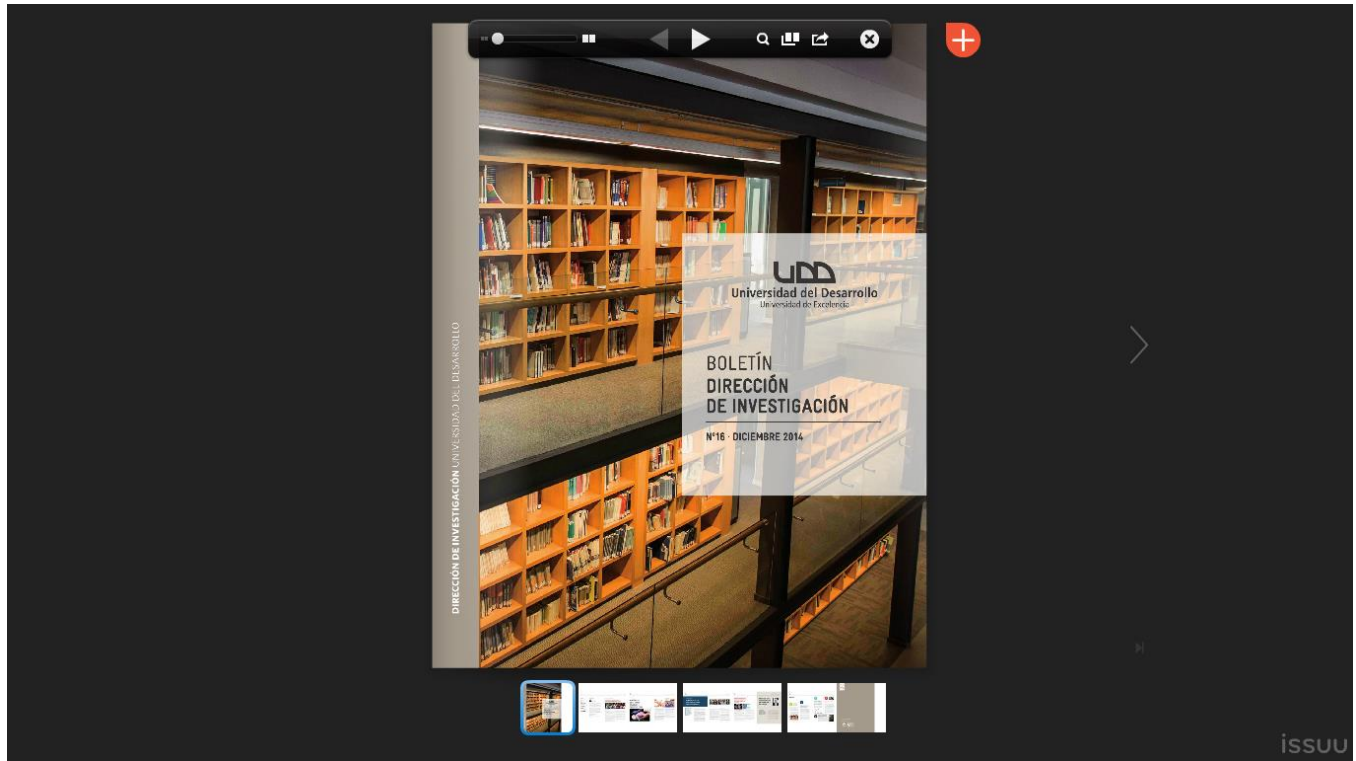 UDD
Universidad del Desarrollo
Universidad de Excelencia
BOLETÍN
DIRECCIÓN
DE INVESTIGACIÓN
N°16 · DICIEMBRE 2014
DIRECCIÓN DE INVESTIGACIÓN UNIVERSIDAD DEL DESARROLLO
issuu